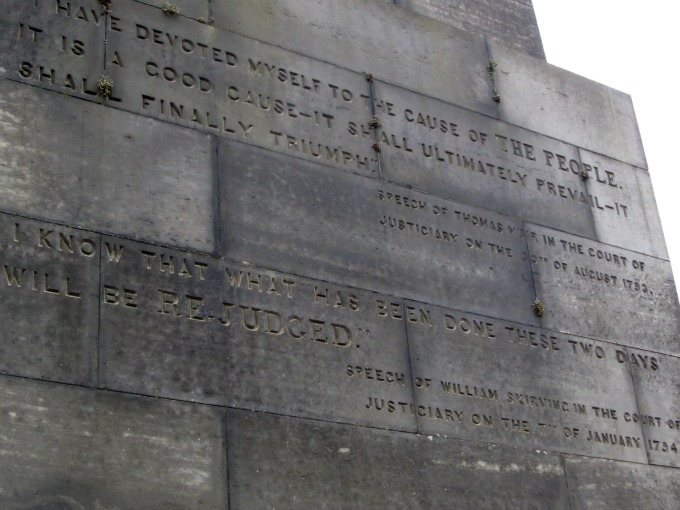 I HAVE DEVOTED MYSELF TO THE CAUSE OF THE PEOPLE.
IT IS A GOOD CAUSE—IT SHALL ULTIMATELY PREVAIL—IT
SHALL FINALLY TRIUMPH."
SPEECH OF THOMAS MUIR IN THE COURT OF
JUSTICIARY ON THE 30TH OF AUGUST 1793.
I KNOW THAT WHAT HAS BEEN DONE THESE TWO DAYS
WILL BE RE-JUDGED."
SPEECH OF WILLIAM SKIRVING IN THE COURT OF
JUSTICIARY ON THE 7TH OF JANUARY 1794.